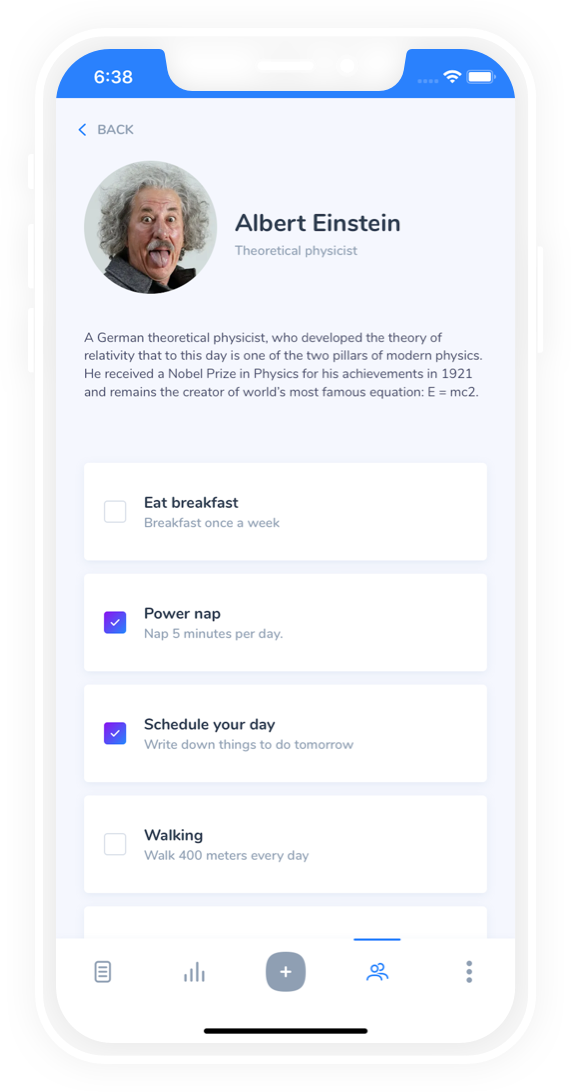 6:38
BACK
Albert Einstein
Theoretical physicist
A German theoretical physicist, who developed the theory of
relativity that to this day is one of the two pillars of modern physics.
He received a Nobel Prize in Physics for his achievements in 1921
and remains the creator of world’s most famous equation: E = mc2.
Eat breakfast
Breakfast once a week
Power nap
Nap 5 minutes per day.
Schedule your day
Write down things to do tomorrow
Walking
Walk 400 meters every day